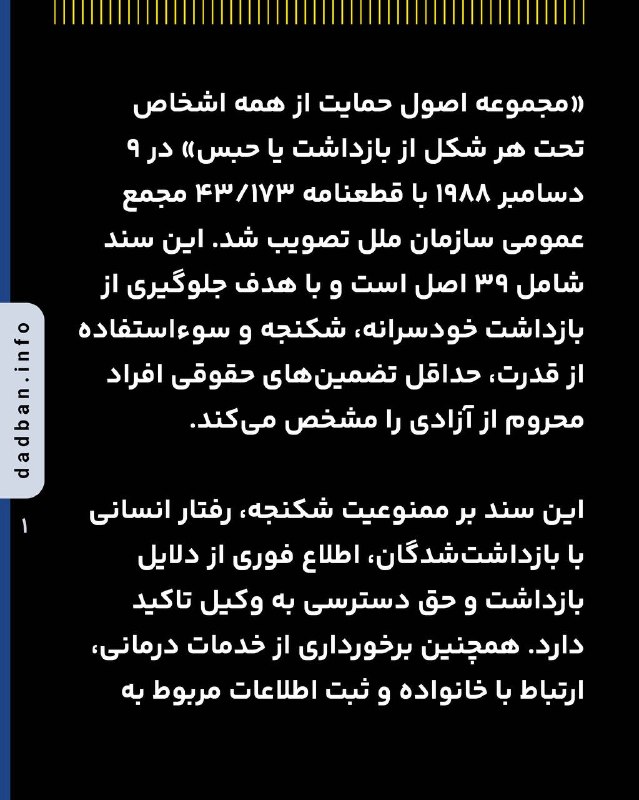 «مجموعه اصول حمایت از همه اشخاص
تحت هر شکل از بازداشت یا حبس» در ۹
دسامبر ۱۹۸۸ با قطعنامه ۴۳/۱۷۳ مجمع
عمومی سازمان ملل تصویب شد. این سند
شامل ۳۹ اصل است و با هدف جلوگیری از
بازداشت خودسرانه، شکنجه و سوءاستفاده
از قدرت، حداقل تضمین‌های حقوقی افراد
محروم از آزادی را مشخص می‌کند.
این سند بر ممنوعیت شکنجه، رفتار انسانی
با بازداشت‌شدگان، اطلاع فوری از دلایل
بازداشت و حق دسترسی به وکیل تاکید
دارد. همچنین برخورداری از خدمات درمانی،
ارتباط با خانواده و ثبت اطلاعات مربوط به
dadban.info
۱